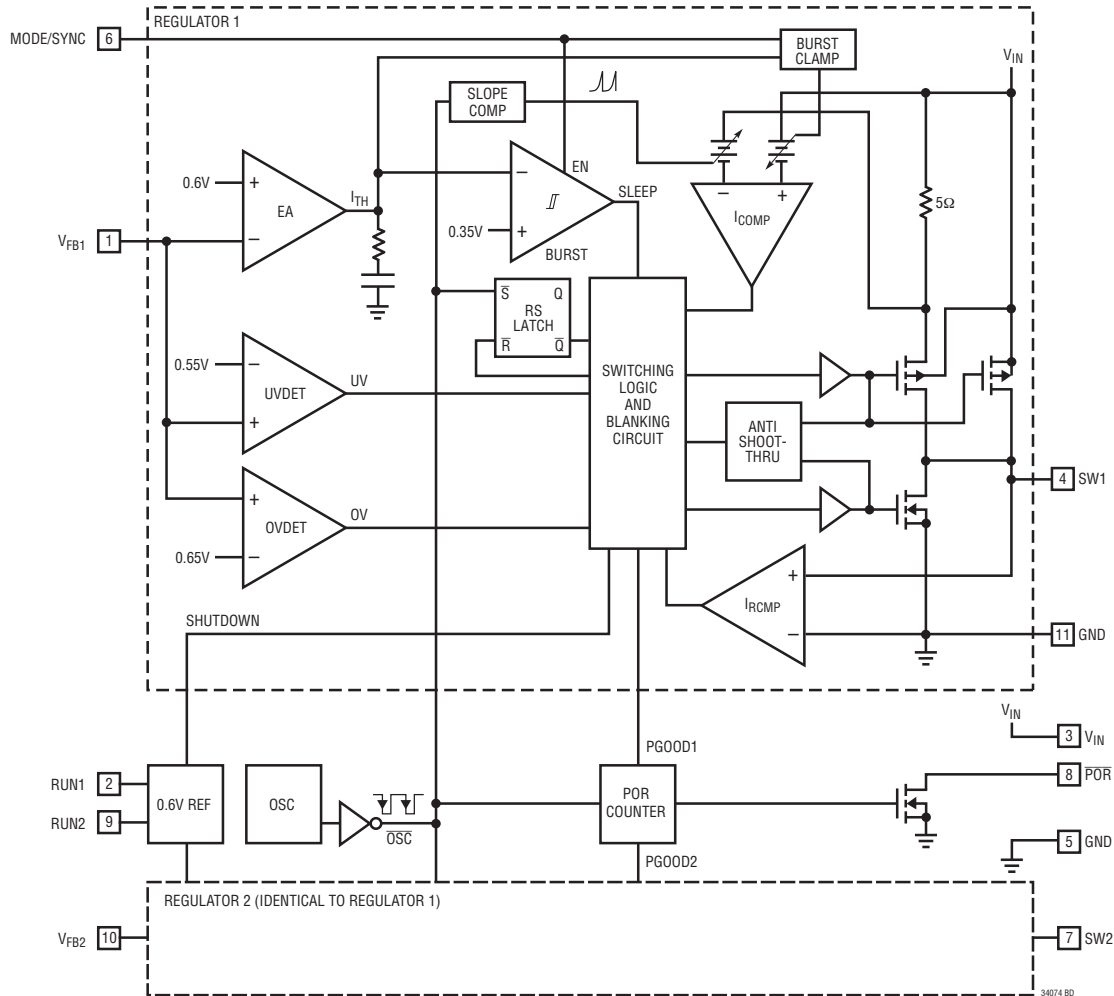 REGULATOR 1
MODE/SYNC 6
BURST
CLAMP
VIN
SLOPE
COMP
EN
0.6V
+
EA
−
ITH
−
0.35V
+
BURST
SLEEP
−
+
ICOMP
5Ω
VFB1 1
S̅ Q
RS
LATCH
R̅ Q̅
0.55V
−
UVDET
+
UV
SWITCHING
LOGIC
AND
BLANKING
CIRCUIT
ANTI
SHOOT-
THRU
4 SW1
+
OVDET
0.65V
−
OV
+
IRCMP
−
SHUTDOWN
11 GND
VIN
3 VIN
PGOOD1
RUN1 2
RUN2 9
0.6V REF
OSC
O̅S̅C̅
POR
COUNTER
8 P̅O̅R̅
5 GND
PGOOD2
REGULATOR 2 (IDENTICAL TO REGULATOR 1)
VFB2 10
7 SW2
34074 BD